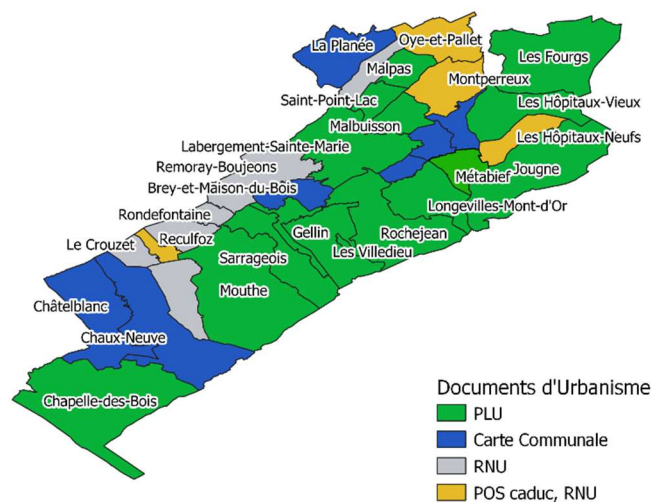 La Planée
Oye-et-Pallet
Les Fourgs
Malpas
Montperreux
Saint-Point-Lac
Les Hôpitaux-Vieux
Malbuisson
Les Hôpitaux-Neufs
Labergement-Sainte-Marie
Remoray-Boujeons
Métabief
Jougne
Brey-et-Maison-du-Bois
Longevilles-Mont-d'Or
Rondefontaine
Gellin
Rochejean
Le Crouzet
Reculfoz
Les Villedieu
Sarrageois
Mouthe
Châtelblanc
Chaux-Neuve
Chapelle-des-Bois
Documents d'Urbanisme
PLU
Carte Communale
RNU
POS caduc, RNU